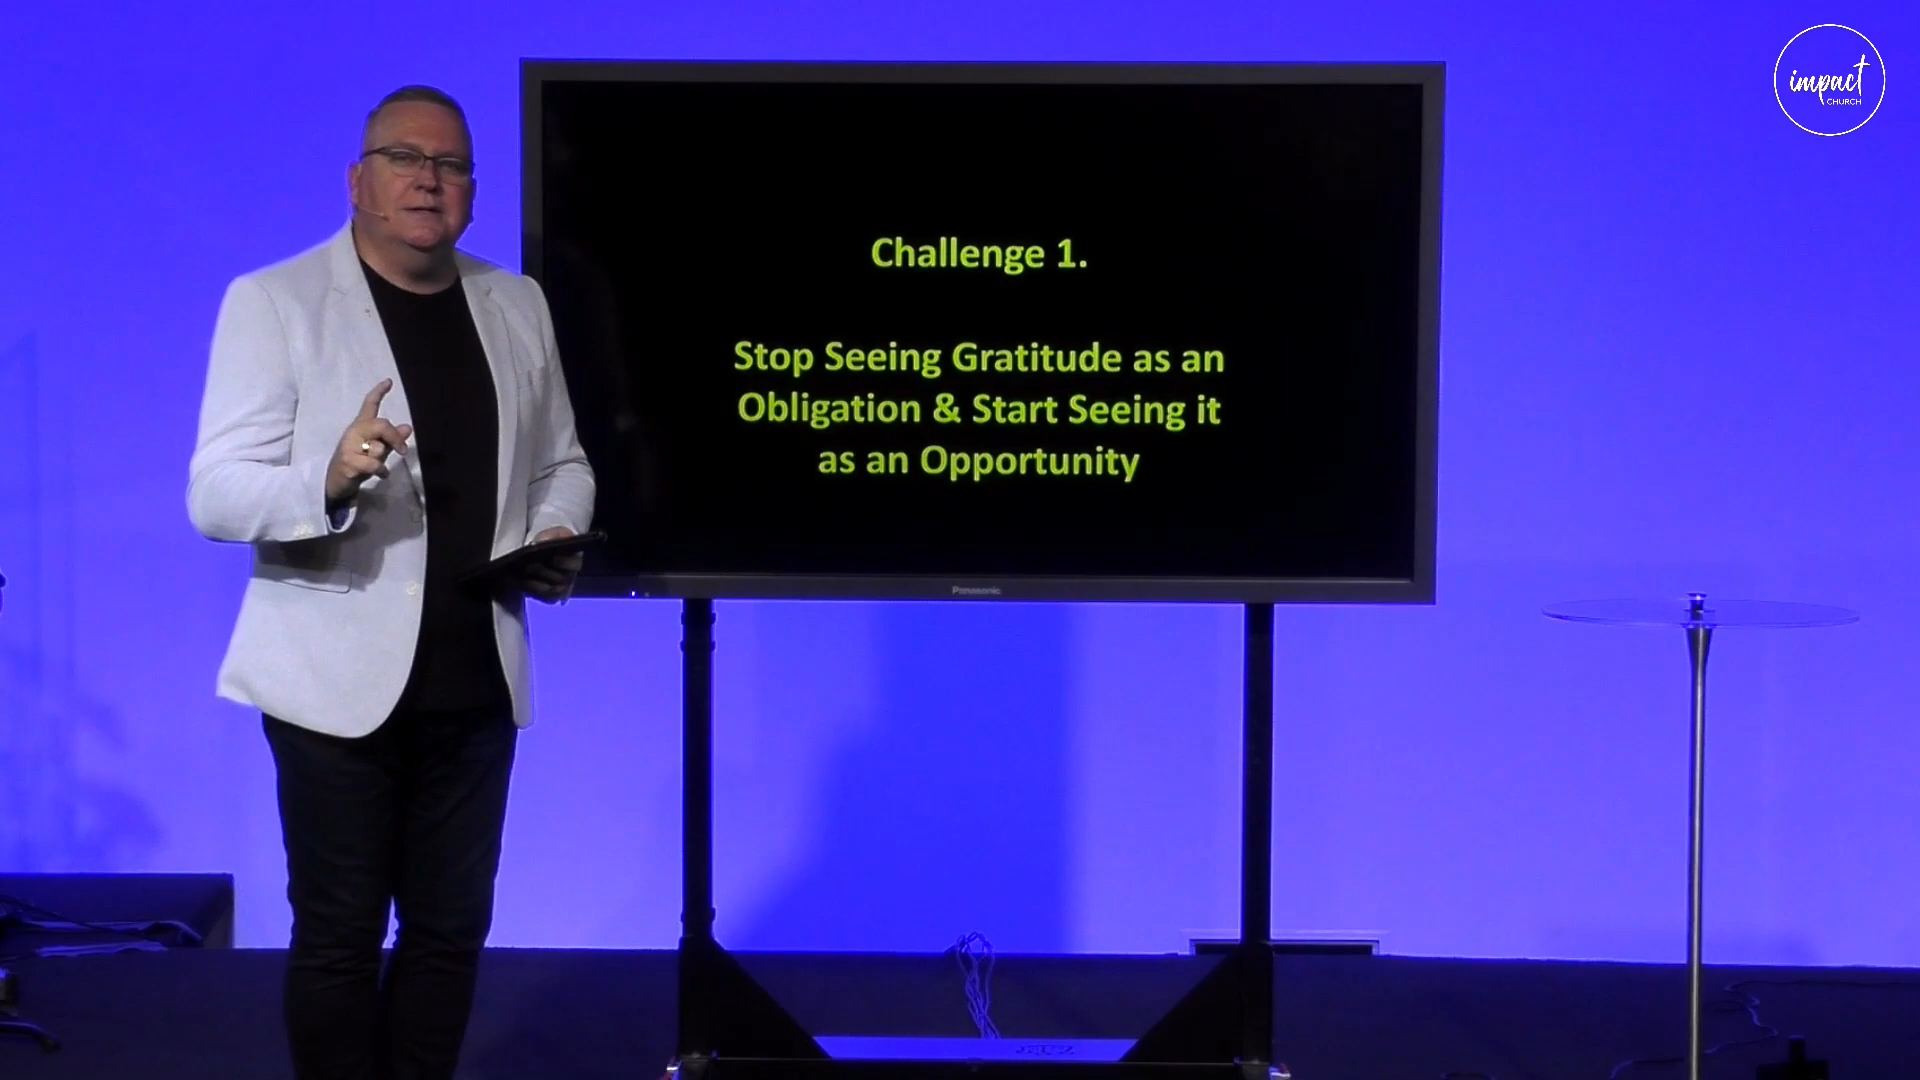 impact
CHURCH
Challenge 1.
Stop Seeing Gratitude as an
Obligation & Start Seeing it
as an Opportunity
Panasonic